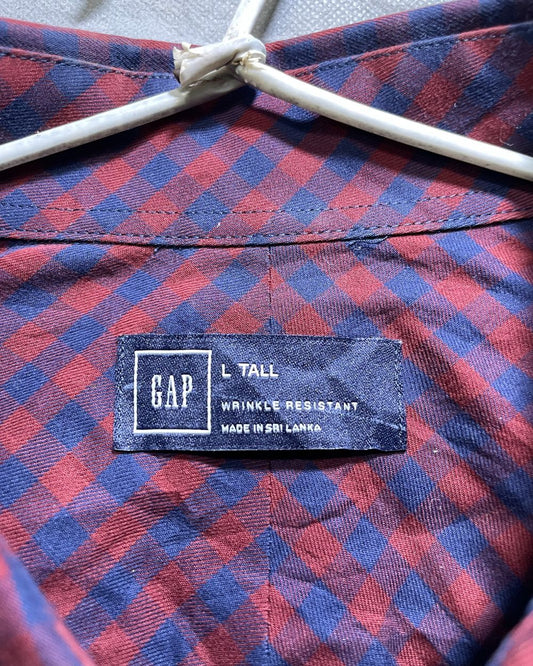 GAP
L TALL
WRINKLE RESISTANT
MADE IN SRI LANKA